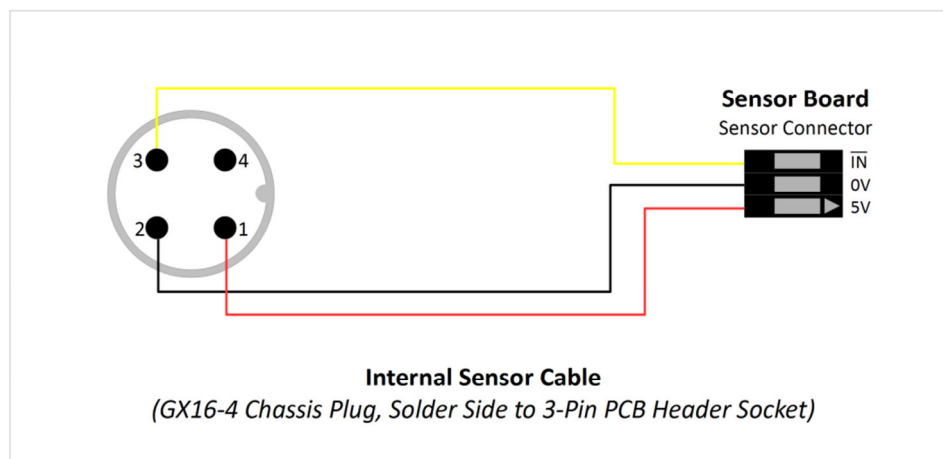 Sensor Board
Sensor Connector
3
4
I̅N̅
0V
5V
2
1
Internal Sensor Cable
(GX16-4 Chassis Plug, Solder Side to 3-Pin PCB Header Socket)